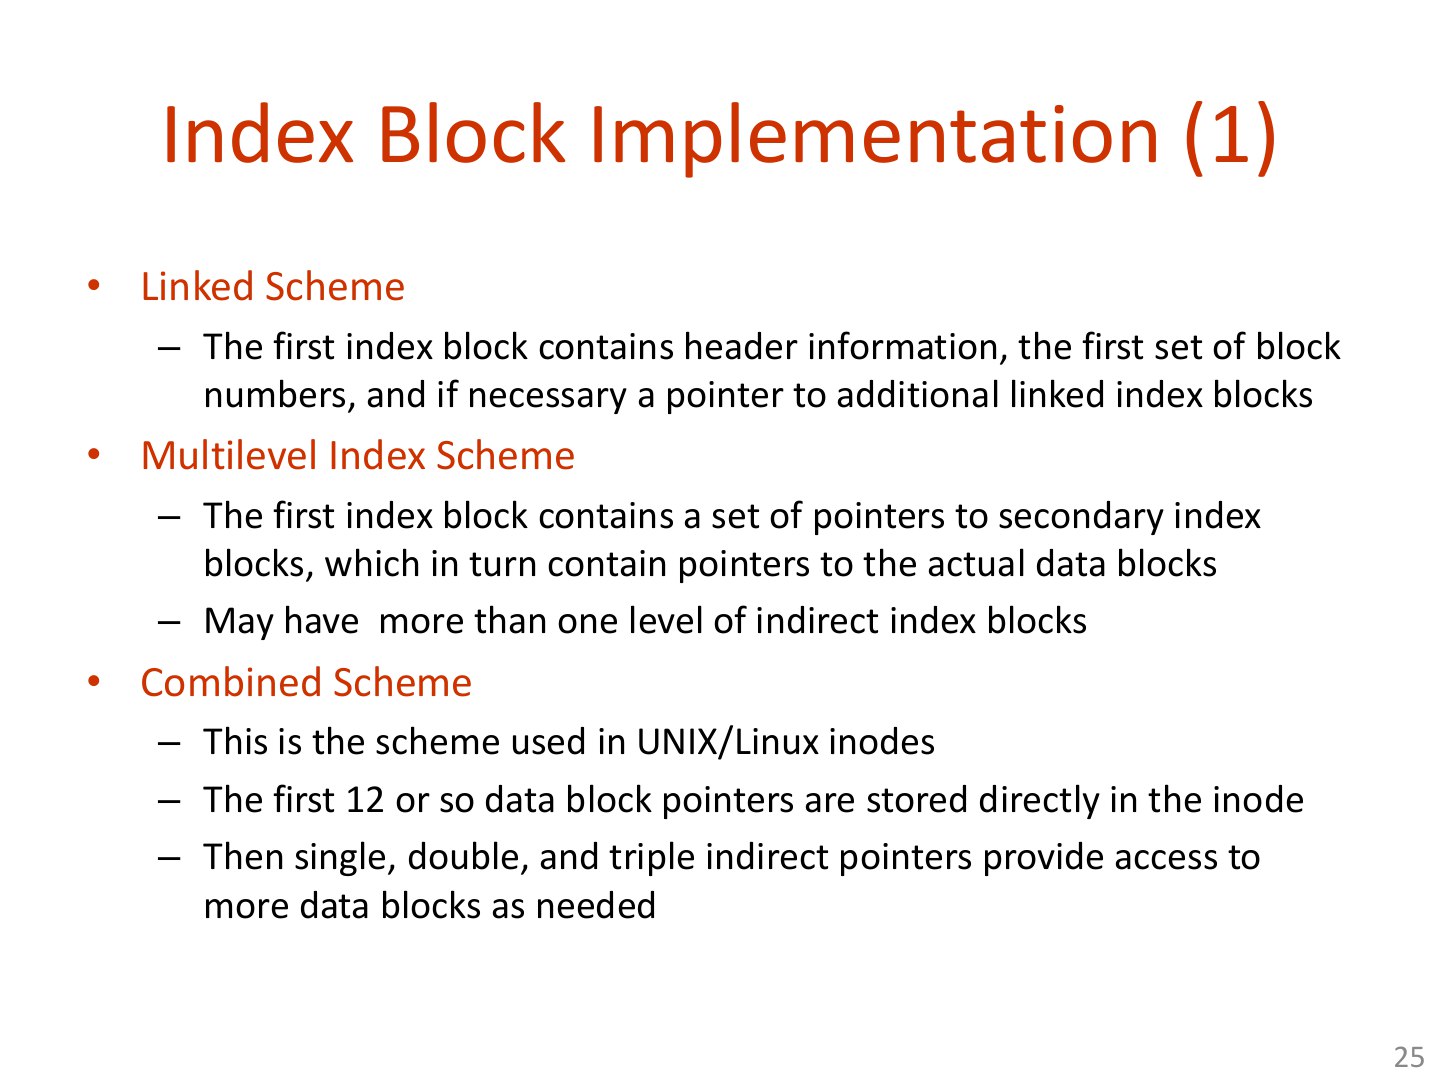 Index Block Implementation (1)
• Linked Scheme
– The first index block contains header information, the first set of block
numbers, and if necessary a pointer to additional linked index blocks
• Multilevel Index Scheme
– The first index block contains a set of pointers to secondary index
blocks, which in turn contain pointers to the actual data blocks
– May have  more than one level of indirect index blocks
• Combined Scheme
– This is the scheme used in UNIX/Linux inodes
– The first 12 or so data block pointers are stored directly in the inode
– Then single, double, and triple indirect pointers provide access to
more data blocks as needed
25